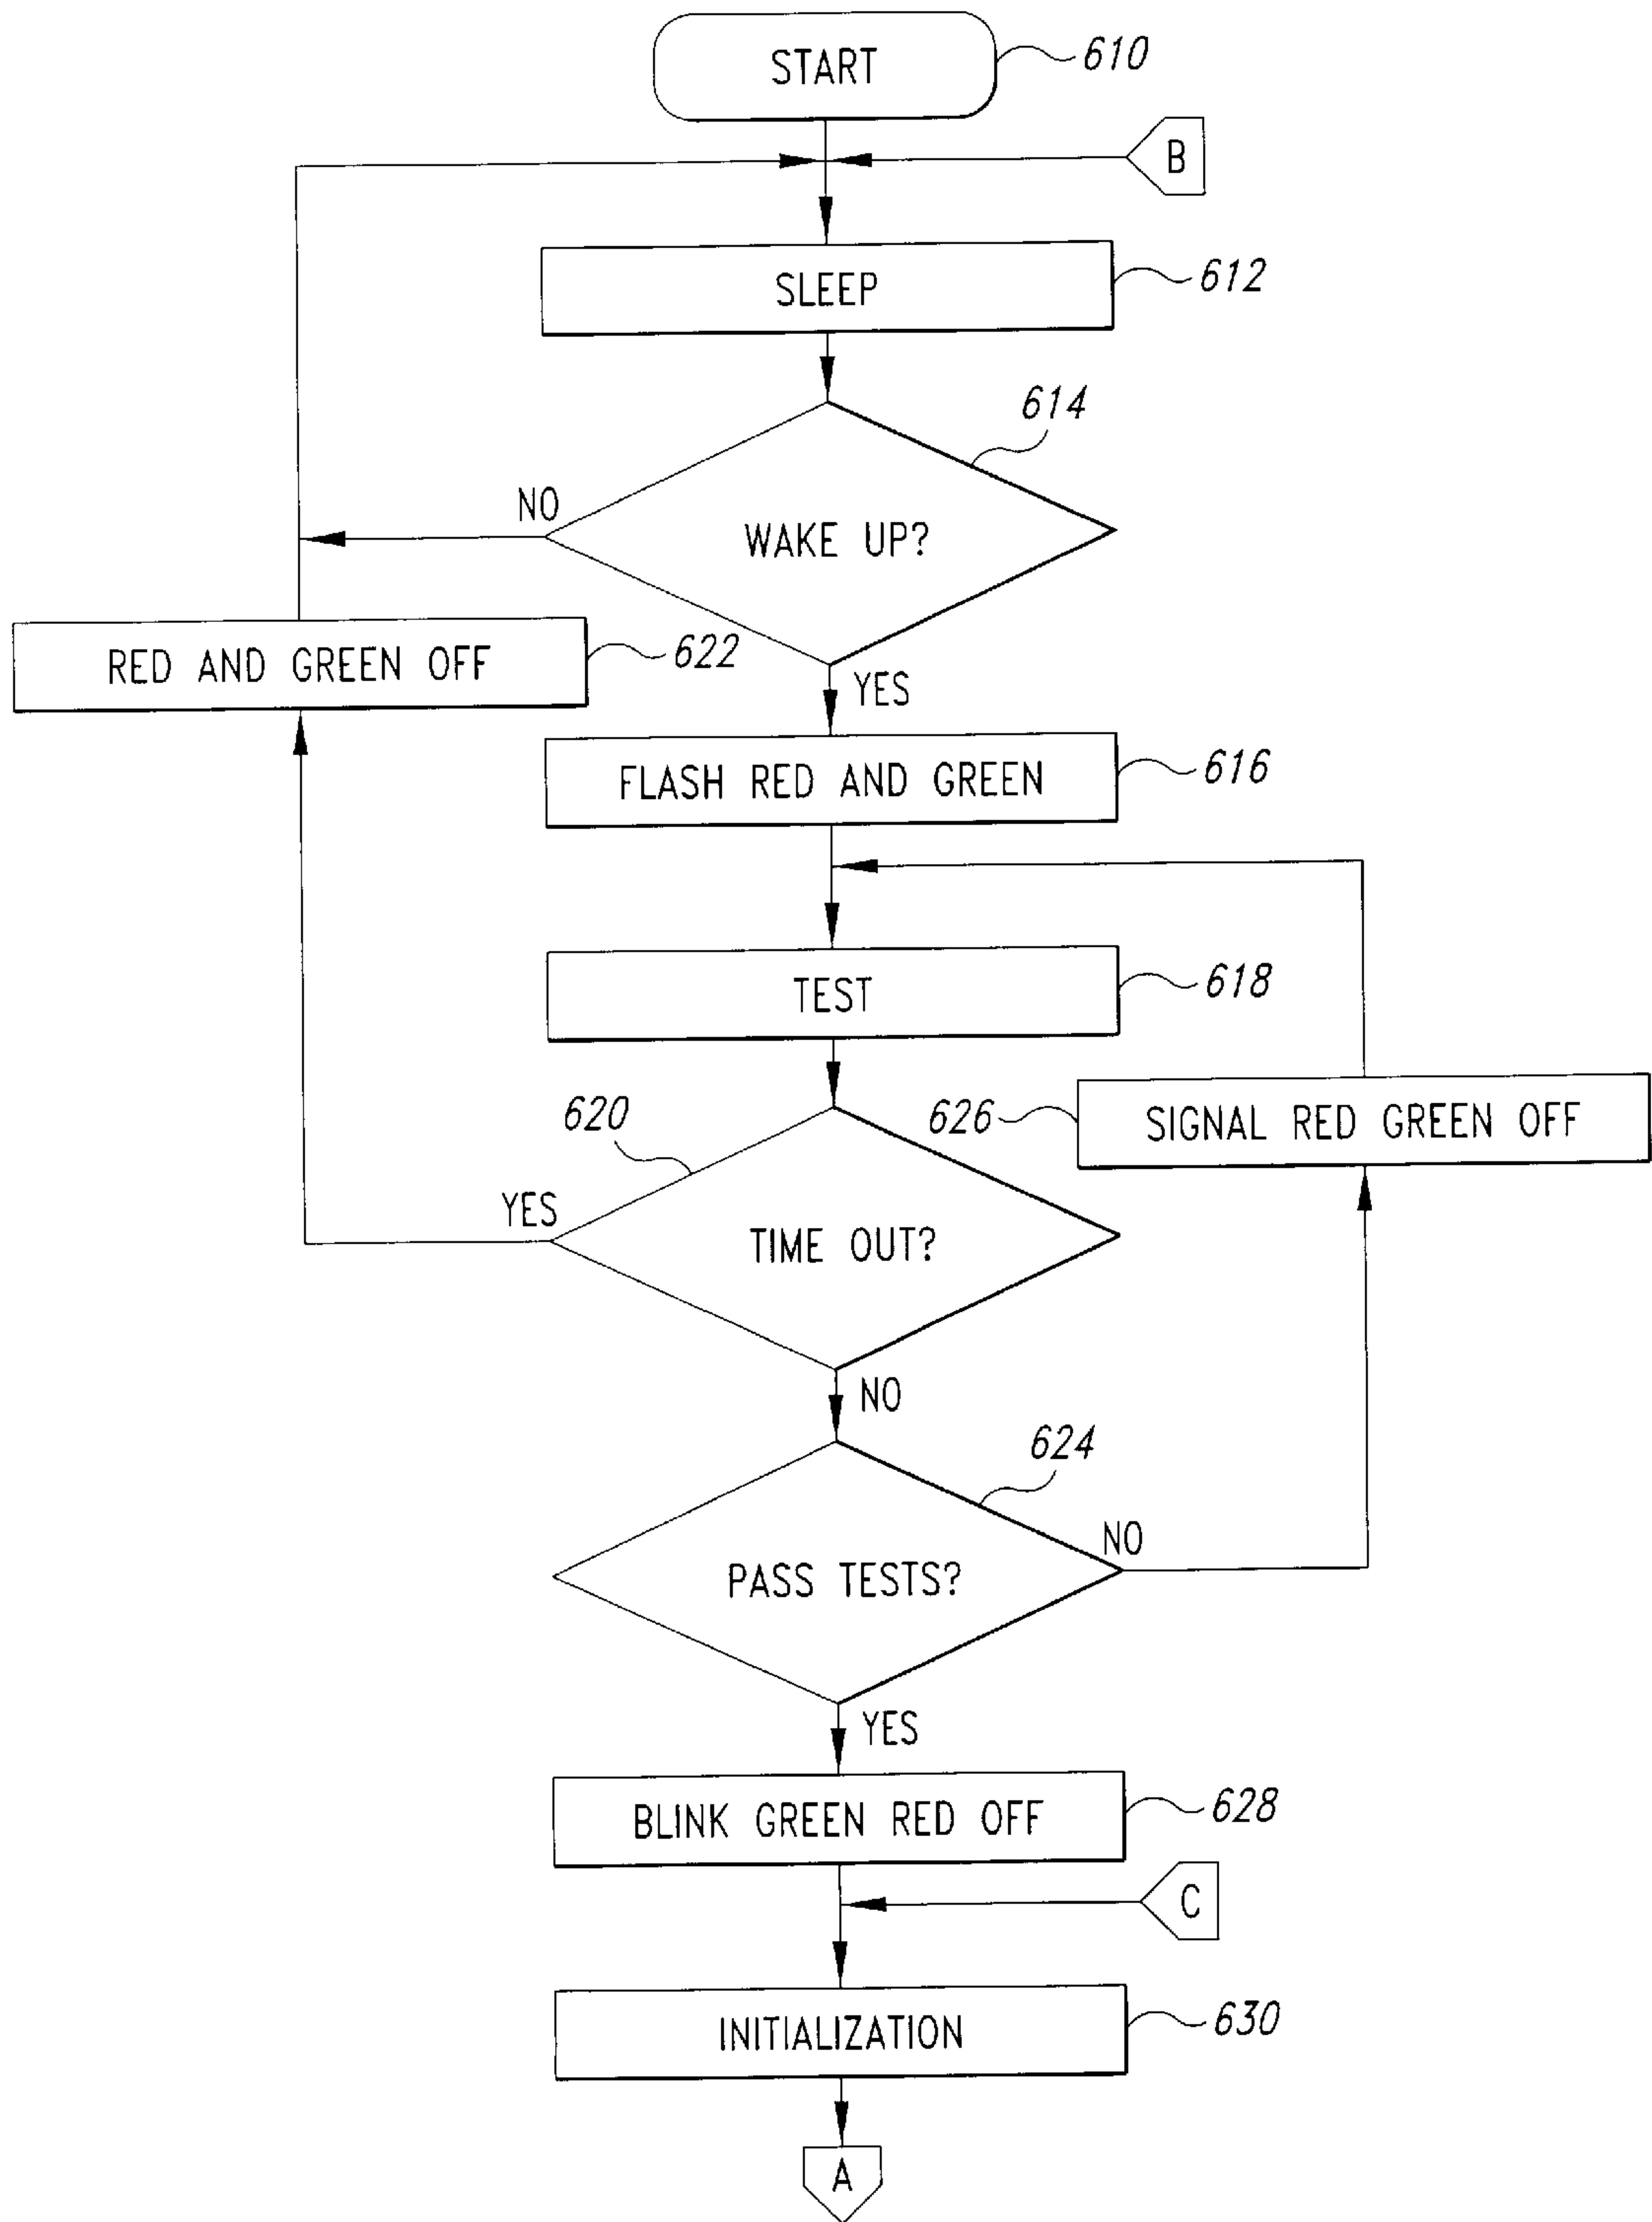 START
610
B
SLEEP
612
614
NO
WAKE UP?
RED AND GREEN OFF
622
YES
FLASH RED AND GREEN
616
TEST
618
620
626
SIGNAL RED GREEN OFF
YES
TIME OUT?
NO
624
NO
PASS TESTS?
YES
BLINK GREEN RED OFF
628
C
INITIALIZATION
630
A